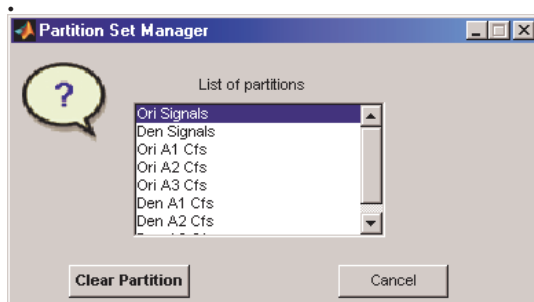 Partition Set Manager
?
List of partitions
Ori Signals
Den Signals
Ori A1 Cfs
Ori A2 Cfs
Ori A3 Cfs
Den A1 Cfs
Den A2 Cfs
Clear Partition
Cancel